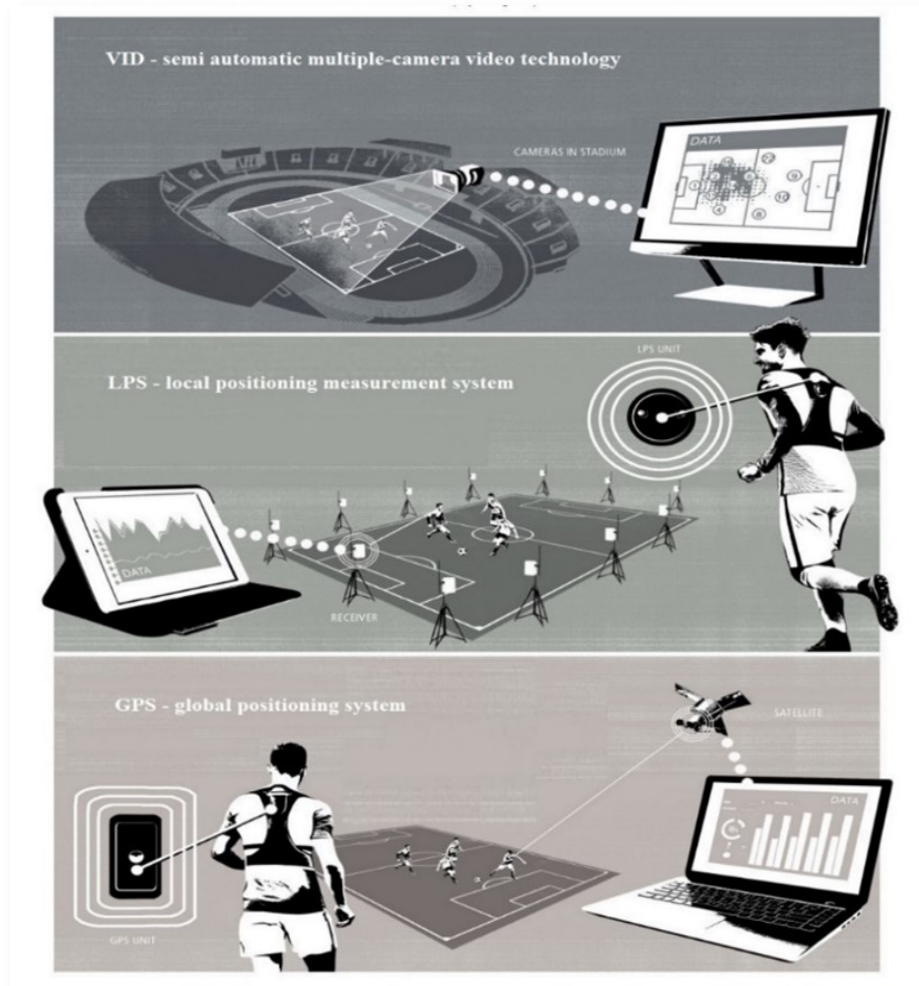 VID - semi automatic multiple-camera video technology
CAMERAS IN STADIUM
DATA
LPS UNIT
LPS - local positioning measurement system
DATA
RECEIVER
GPS - global positioning system
SATELLITE
DATA
GPS UNIT